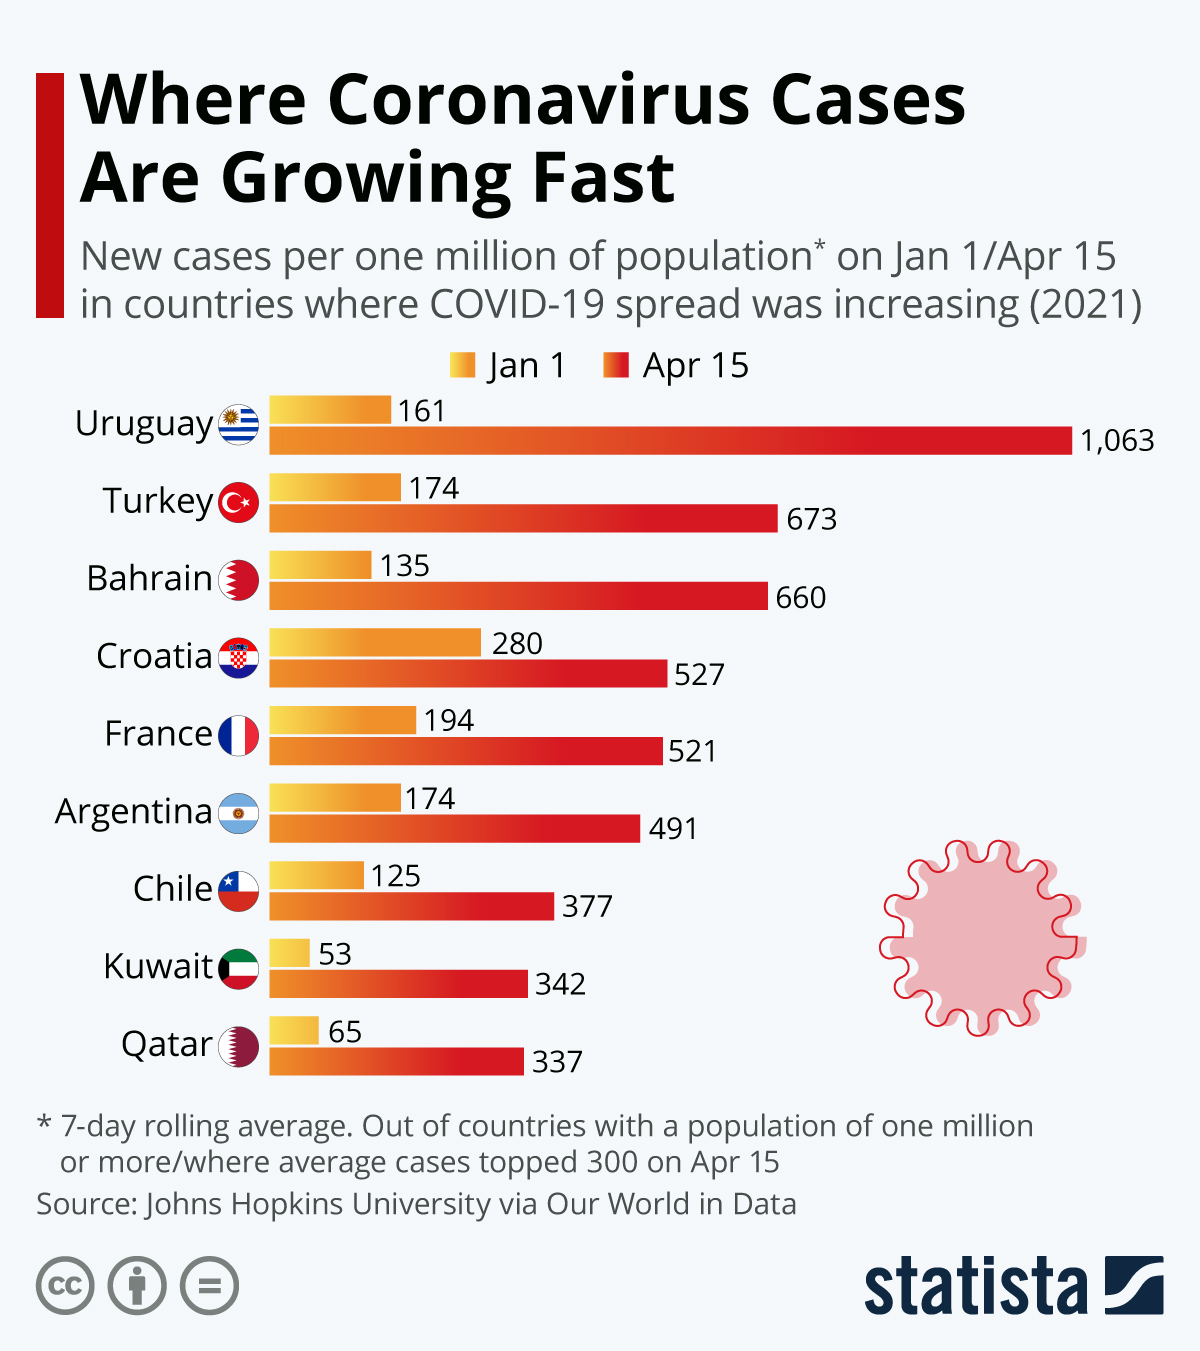 Where Coronavirus Cases
Are Growing Fast
New cases per one million of population* on Jan 1/Apr 15
in countries where COVID-19 spread was increasing (2021)
Jan 1 Apr 15
Uruguay 161
1,063
Turkey 174
673
Bahrain 135
660
Croatia 280
527
France 194
521
Argentina 174
491
Chile 125
377
Kuwait 53
342
Qatar 65
337
* 7-day rolling average. Out of countries with a population of one million
or more/where average cases topped 300 on Apr 15
Source: Johns Hopkins University via Our World in Data
cc =
statista